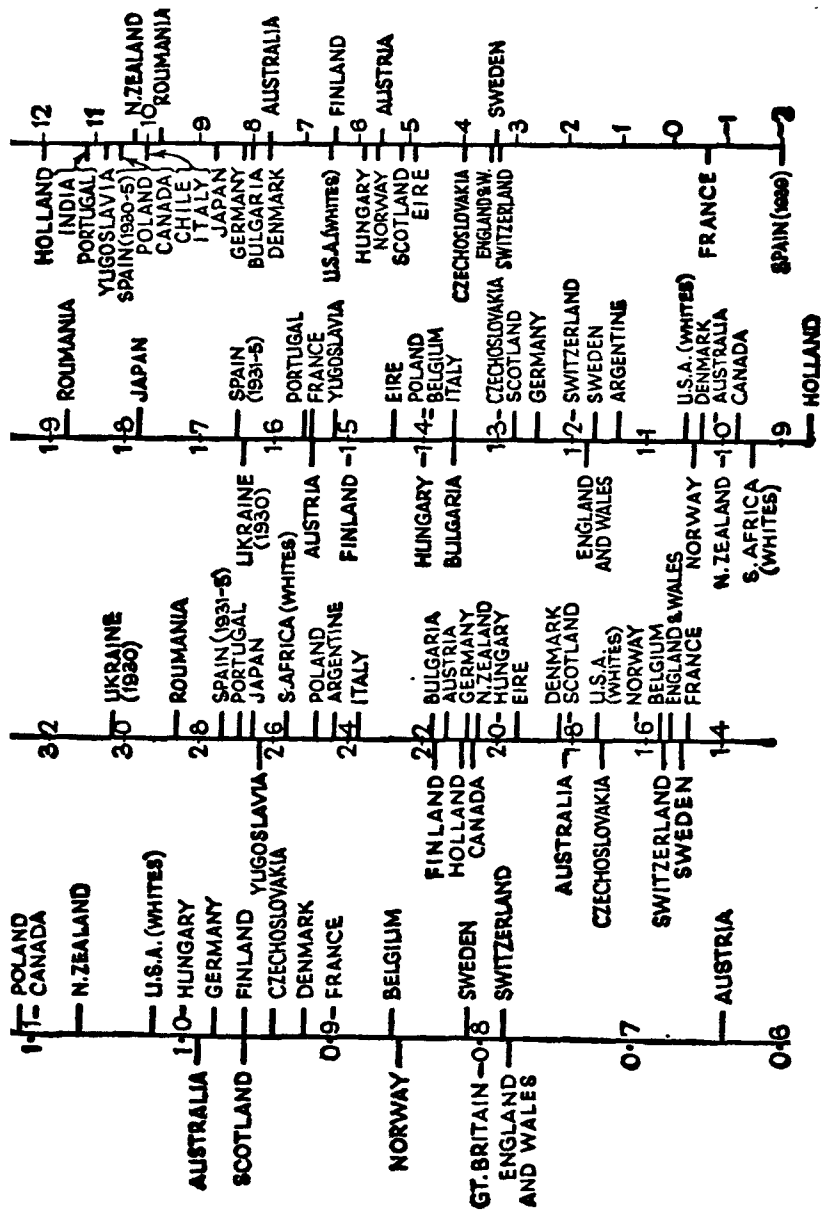 12
HOLLAND
11
INDIA
PORTUGAL
YUGOSLAVIA
SPAIN (1930-5)
N. ZEALAND
10
ROUMANIA
POLAND
CANADA
CHILE
ITALY
9
JAPAN
GERMANY
8
BULGARIA
AUSTRALIA
DENMARK
7
U.S.A. (WHITES)
FINLAND
6
HUNGARY
NORWAY
AUSTRIA
SCOTLAND
5
EIRE
4
CZECHOSLOVAKIA
ENGLAND & W.
SWEDEN
SWITZERLAND
3
2
1
0
FRANCE
-1
SPAIN (1939)
-2
1·9
ROUMANIA
1·8
JAPAN
1·7
SPAIN
(1931-5)
UKRAINE
(1930)
1·6
PORTUGAL
FRANCE
AUSTRIA
YUGOSLAVIA
FINLAND
1·5
EIRE
POLAND
HUNGARY
1·4
BELGIUM
ITALY
BULGARIA
1·3
CZECHOSLOVAKIA
SCOTLAND
GERMANY
1·2
SWITZERLAND
ENGLAND
AND WALES
SWEDEN
ARGENTINE
1·1
U.S.A. (WHITES)
NORWAY
DENMARK
N. ZEALAND
1·0
AUSTRALIA
CANADA
S. AFRICA
(WHITES)
·9
HOLLAND
3·2
UKRAINE
(1930)
3·0
ROUMANIA
2·8
SPAIN (1931-5)
PORTUGAL
JAPAN
YUGOSLAVIA
2·6
S. AFRICA (WHITES)
POLAND
ARGENTINE
2·4
ITALY
2·2
BULGARIA
FINLAND
AUSTRIA
HOLLAND
GERMANY
CANADA
N. ZEALAND
2·0
HUNGARY
EIRE
DENMARK
AUSTRALIA
1·8
SCOTLAND
U.S.A.
(WHITES)
CZECHOSLOVAKIA
NORWAY
1·6
BELGIUM
SWITZERLAND
ENGLAND & WALES
SWEDEN
FRANCE
1·4
POLAND
1·1
CANADA
N. ZEALAND
U.S.A. (WHITES)
1·0
HUNGARY
AUSTRALIA
GERMANY
SCOTLAND
FINLAND
CZECHOSLOVAKIA
DENMARK
0·9
FRANCE
BELGIUM
NORWAY
SWEDEN
GT. BRITAIN
0·8
SWITZERLAND
ENGLAND
AND WALES
0·7
AUSTRIA
0·6